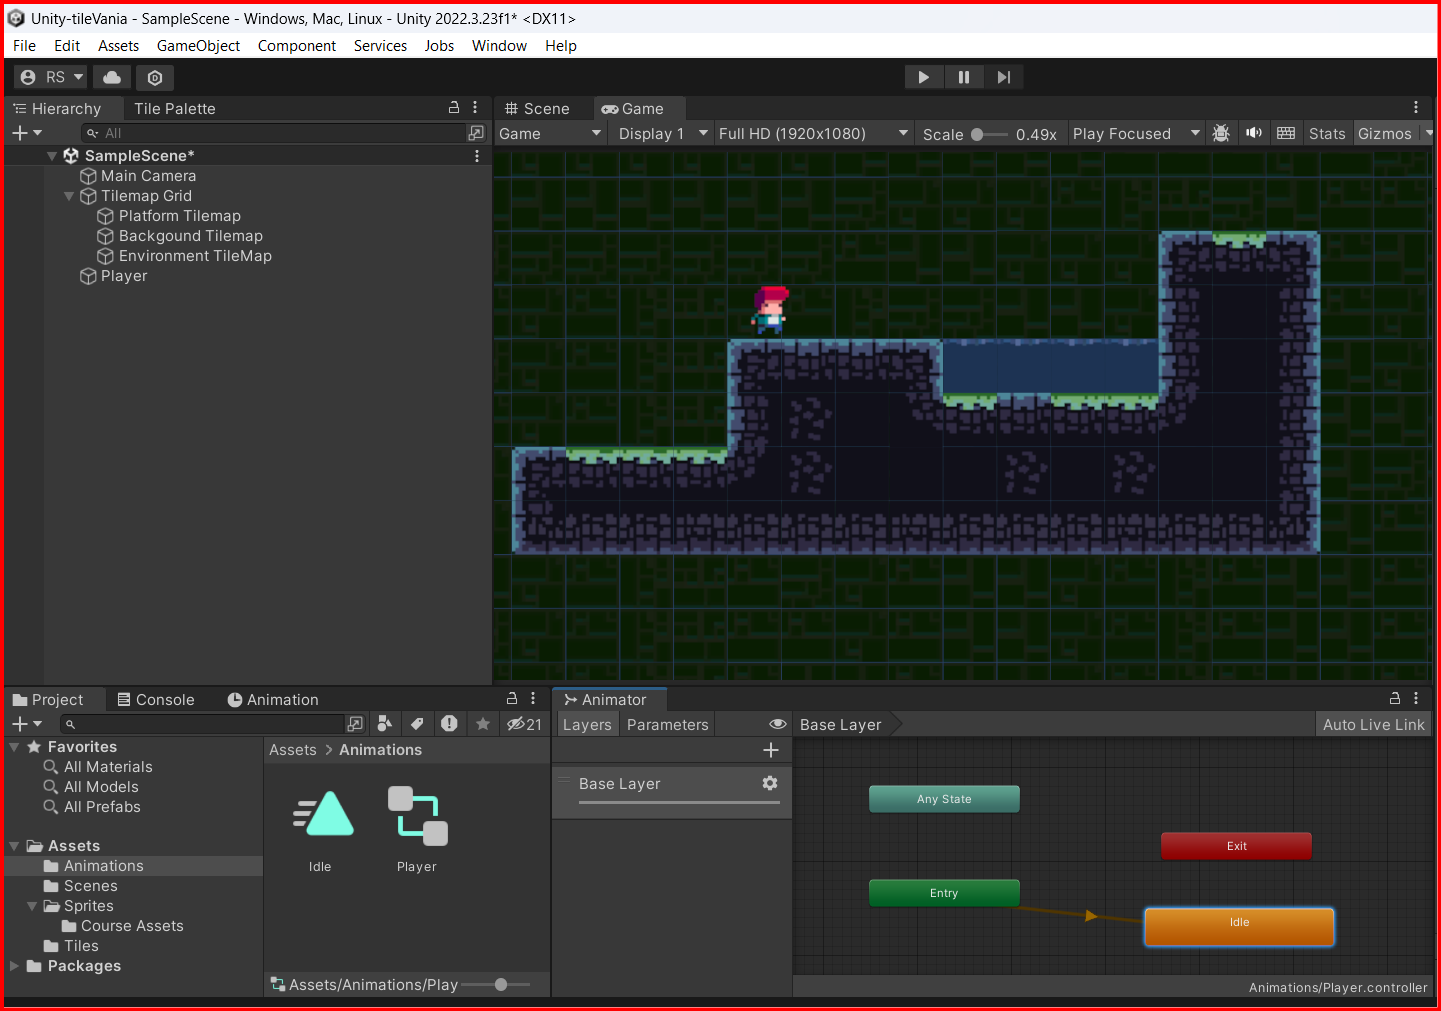 Unity-tileVania - SampleScene - Windows, Mac, Linux - Unity 2022.3.23f1* <DX11>
File Edit Assets GameObject Component Services Jobs Window Help
RS
Hierarchy Tile Palette
All
SampleScene*
Main Camera
Tilemap Grid
Platform Tilemap
Backgound Tilemap
Environment TileMap
Player
Scene Game
Game Display 1 Full HD (1920x1080) Scale 0.49x Play Focused Stats Gizmos
Project Console Animation
21
Favorites
All Materials
All Models
All Prefabs
Assets
Animations
Scenes
Sprites
Course Assets
Tiles
Packages
Assets > Animations
Idle Player
Assets/Animations/Play
Animator
Layers Parameters Base Layer Auto Live Link
Base Layer
Any State
Exit
Entry
Idle
Animations/Player.controller